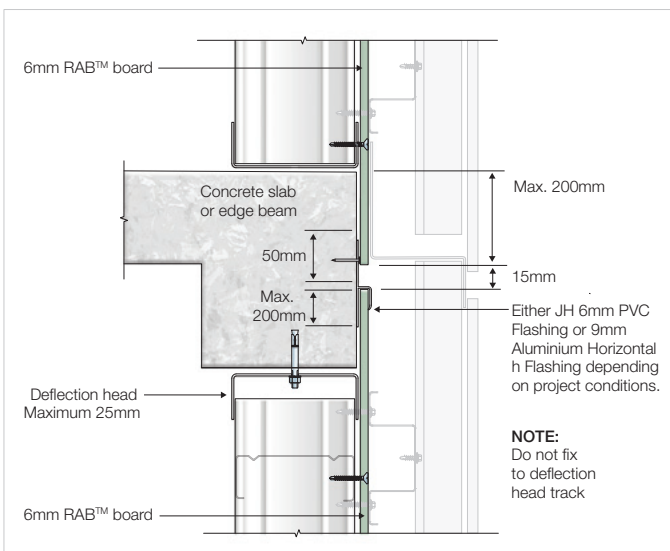 6mm RAB™ board
Concrete slab
or edge beam
Max. 200mm
50mm
15mm
Max.
200mm
Either JH 6mm PVC
Flashing or 9mm
Aluminium Horizontal
h Flashing depending
on project conditions.
Deflection head
Maximum 25mm
NOTE:
Do not fix
to deflection
head track
6mm RAB™ board